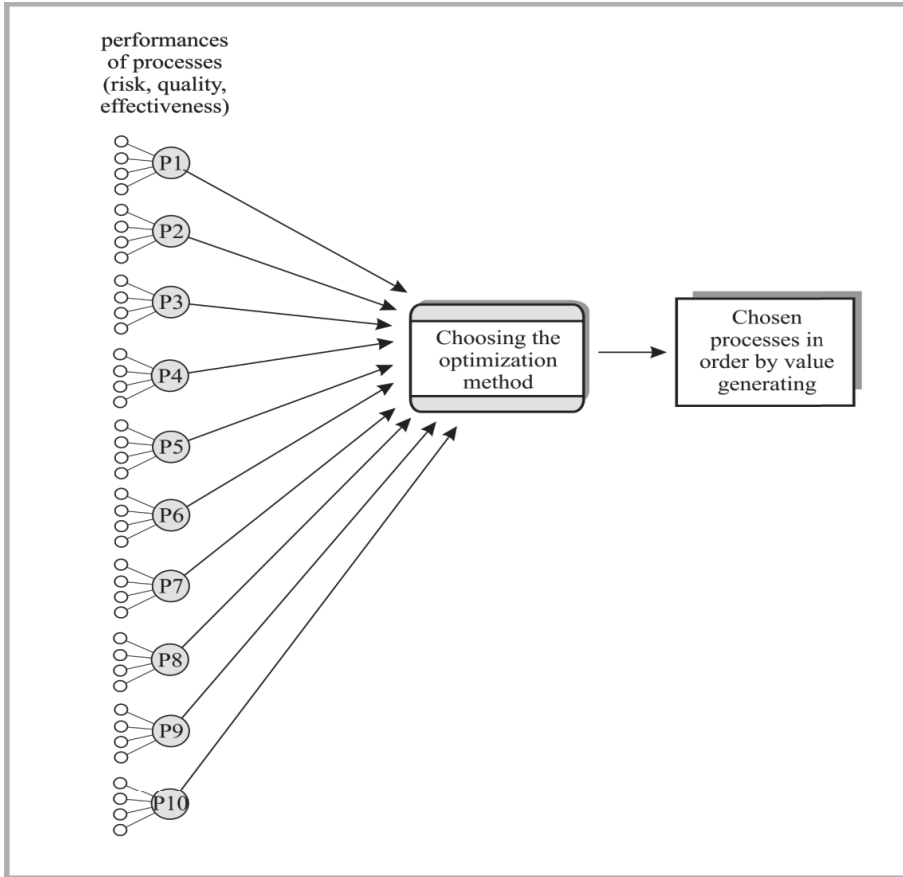 performances
of processes
(risk, quality,
effectiveness)
P1
P2
P3
P4
P5
P6
P7
P8
P9
P10
Choosing the
optimization
method
Chosen
processes in
order by value
generating